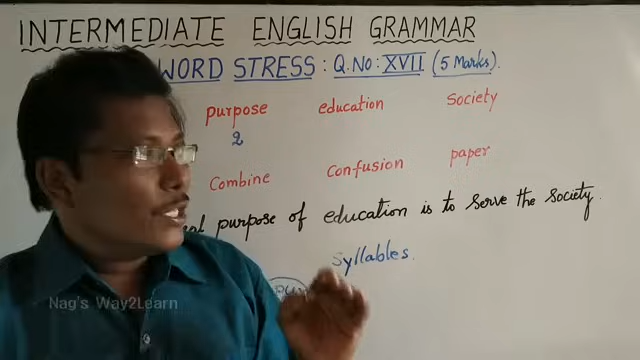 INTERMEDIATE ENGLISH GRAMMAR
WORD STRESS : Q.NO: XVII (5 Marks).
purpose education Society
2
Combine confusion paper
purpose of education is to serve the society.
Syllables.
Nag's Way2Learn